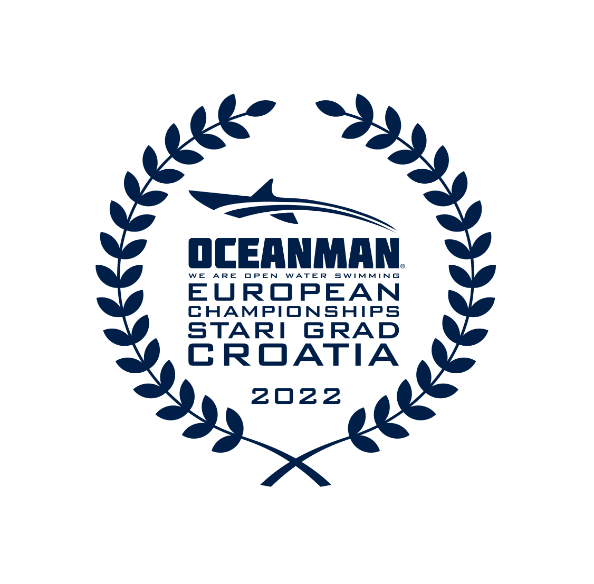 OCEANMAN®
WE ARE OPEN WATER SWIMMING
EUROPEAN
CHAMPIONSHIPS
STARI GRAD
CROATIA
2022